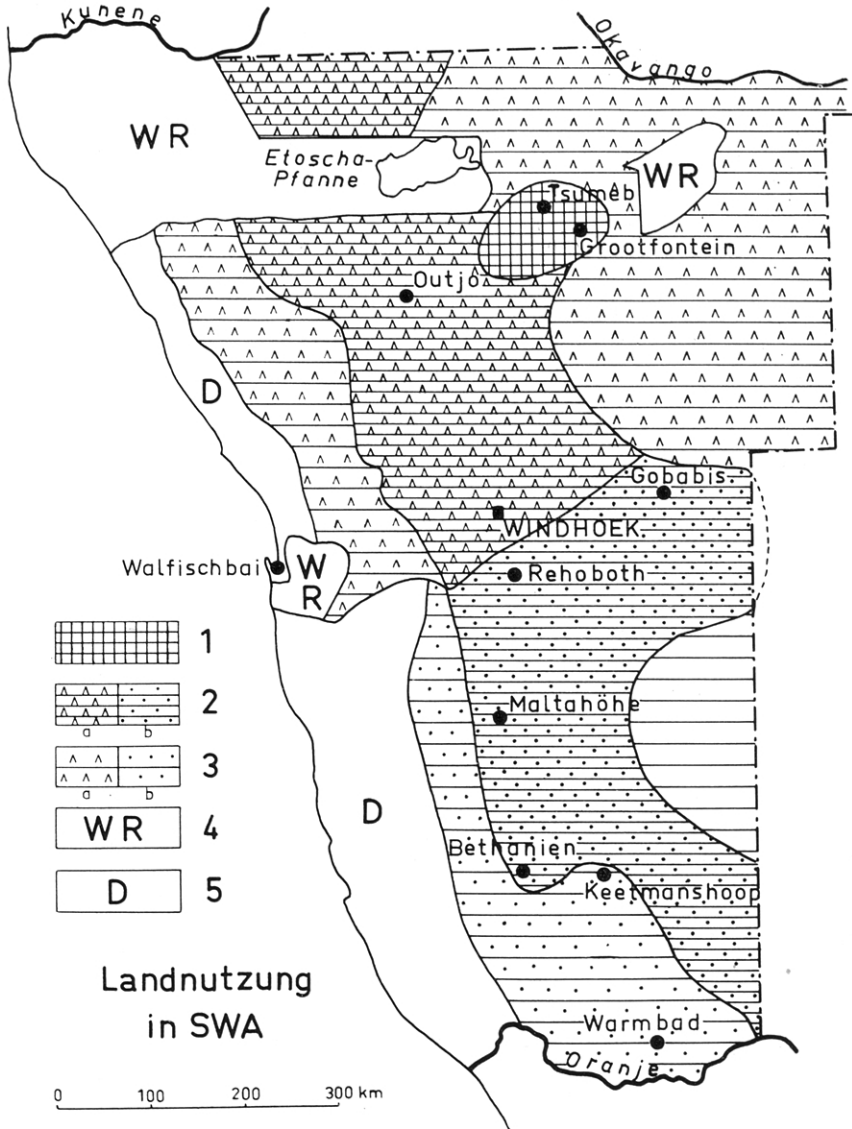 Kunene
Okavango
WR
Etoscha-
Pfanne
WR
Tsumeb
Grootfontein
Outjo
D
Gobabis
WINDHOEK
Walfischbai
W
R
Rehoboth
1
2
a b
Maltahöhe
3
a b
WR 4
D
Bethanien
D 5
Keetmanshoop
Landnutzung
in SWA
Warmbad
Oranje
0 100 200 300 km